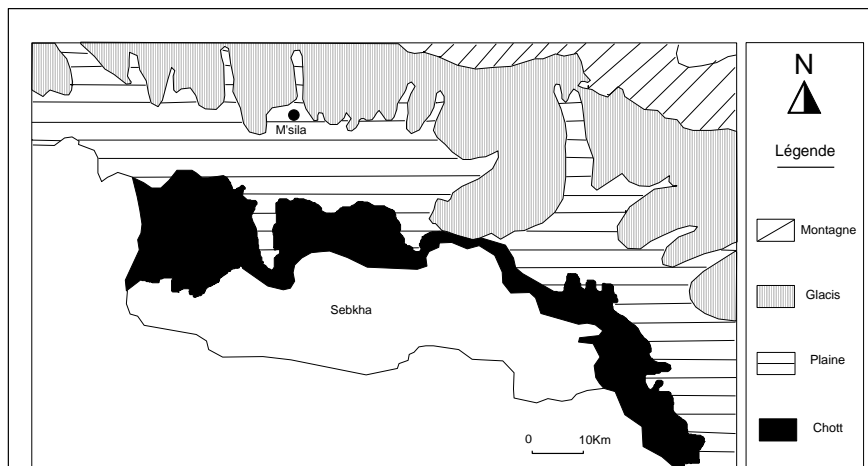 M'sila
Sebkha
0 10Km
N
Légende
Montagne
Glacis
Plaine
Chott